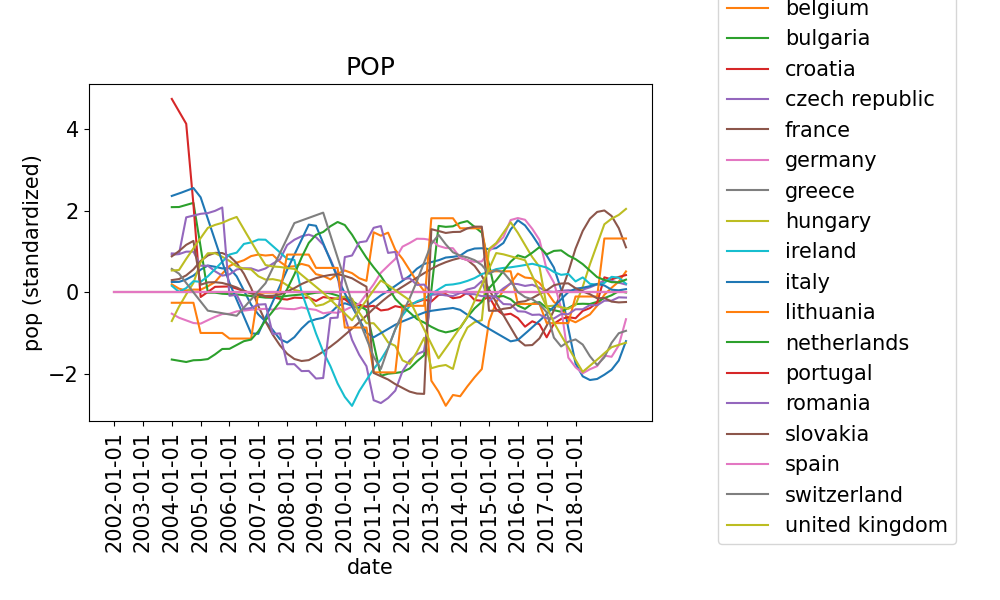 POP
pop (standardized)
4
2
0
−2
2002-01-01
2003-01-01
2004-01-01
2005-01-01
2006-01-01
2007-01-01
2008-01-01
2009-01-01
2010-01-01
2011-01-01
2012-01-01
2013-01-01
2014-01-01
2015-01-01
2016-01-01
2017-01-01
2018-01-01
date
belgium
bulgaria
croatia
czech republic
france
germany
greece
hungary
ireland
italy
lithuania
netherlands
portugal
romania
slovakia
spain
switzerland
united kingdom